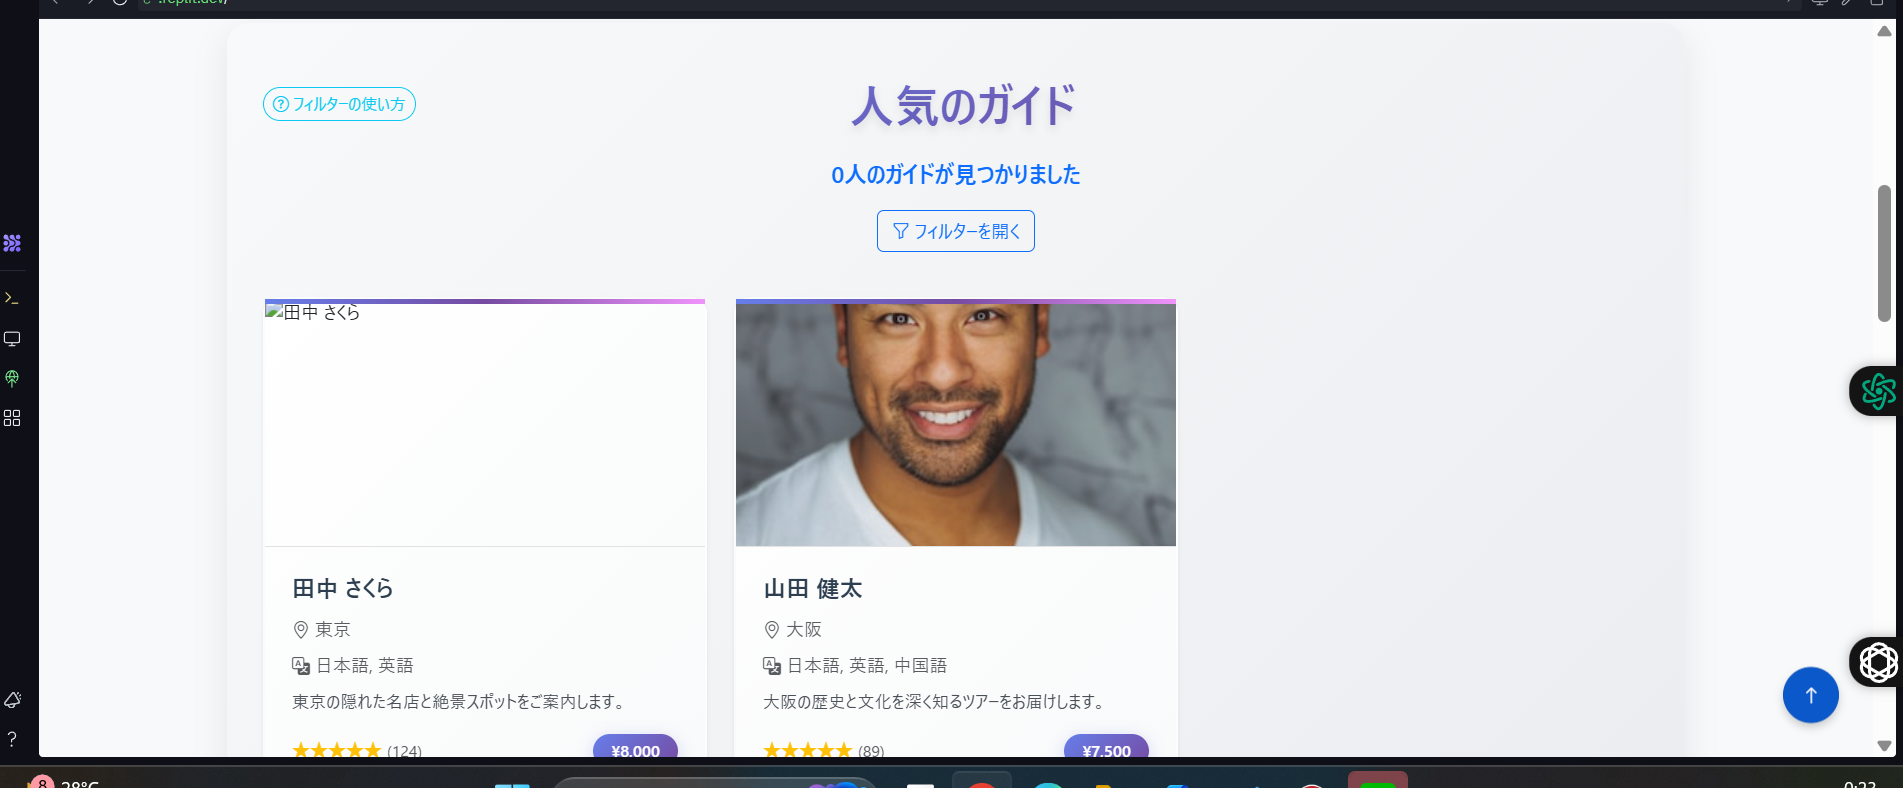 フィルターの使い方
人気のガイド
0人のガイドが見つかりました
フィルターを開く
田中 さくら
田中 さくら
東京
日本語, 英語
東京の隠れた名店と絶景スポットをご案内します。
★★★★★ (124)
¥8,000
山田 健太
大阪
日本語, 英語, 中国語
大阪の歴史と文化を深く知るツアーをお届けします。
★★★★★ (89)
¥7,500
8
28°C
0:23